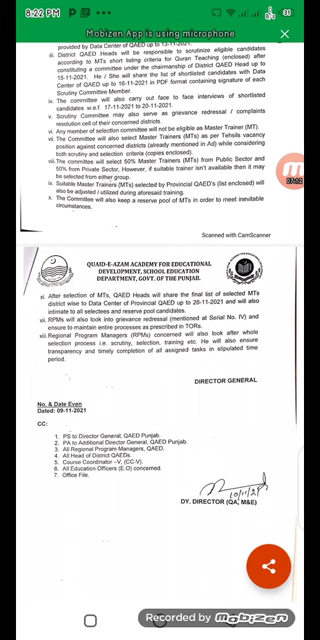 8:22 PM
31
Mobizen App is using microphone
provided by Data Center of QAED up to 13-11-2021.
iii. District QAED Heads will be responsible to scrutinize eligible candidates
according to MTs short listing criteria for Quran Teaching (enclosed) after
constituting a committee under the chairmanship of District QAED Head up to
15-11-2021. He / She will share the list of shortlisted candidates with Data
Center of QAED up to 16-11-2021 in PDF format containing signature of each
Scrutiny Committee Member.
iv. The committee will also carry out face to face interviews of shortlisted
candidates w.e.f 17-11-2021 to 20-11-2021.
v. Scrutiny Committee may also serve as grievance redressal / complaints
resolution cell of their concerned districts.
vi. Any member of selection committee will not be eligible as Master Trainer (MT).
vii. The committee will also select Master Trainers (MTs) as per Tehsils vacancy
position against concerned districts (already mentioned in Ad) while considering
both scrutiny and selection criteria (copies enclosed).
viii. The committee will select 50% Master Trainers (MTs) from Public Sector and
50% from Private Sector, However, if suitable trainer isn't available then it may
be selected from either group.
ix. Suitable Master Trainers (MTs) selected by Provincial QAED's (list enclosed) will
also be adjusted / utilized during aforesaid training.
x. The Committee will also keep a reserve pool of MTs in order to meet inevitable
circumstances.
07:12
Scanned with CamScanner
QUAID-E-AZAM ACADEMY FOR EDUCATIONAL
DEVELOPMENT, SCHOOL EDUCATION
DEPARTMENT, GOVT. OF THE PUNJAB.
xi. After selection of MTs, QAED Heads will share the final list of selected MTs
district wise to Data Center of Provincial QAED up to 26-11-2021 and will also
intimate to all selectees and reserve pool candidates.
xii. RPMs will also look into grievance redressal (mentioned at Serial No. IV) and
ensure to maintain entire processes as prescribed in TORs.
xiii. Regional Program Managers (RPMs) concerned will also look after whole
selection process i.e. scrutiny, selection, training etc. He will also ensure
transparency and timely completion of all assigned tasks in stipulated time
period.
DIRECTOR GENERAL
No. & Date Even
Dated: 09-11-2021
CC:
1. PS to Director General, QAED Punjab.
2. PA to Additional Director General, QAED Punjab.
3. All Regional Program Managers, QAED.
4. All Head of District QAEDs.
5. Course Coordinator –V, (CC-V).
6. All Education Officers (E.O) concerned.
7. Office File.
10/11/21
DY. DIRECTOR (QA, M&E)
Recorded by mobizen